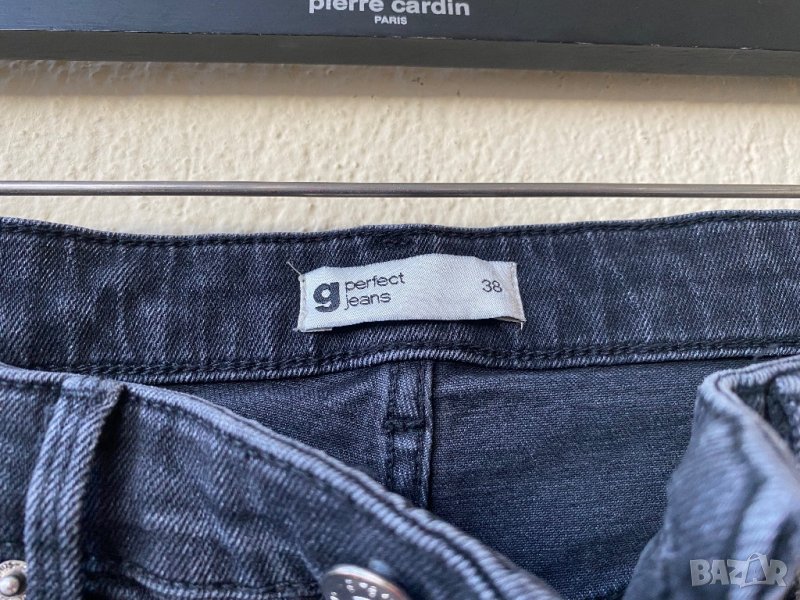 pierre cardin
PARIS
g perfect jeans 38
BAZAR